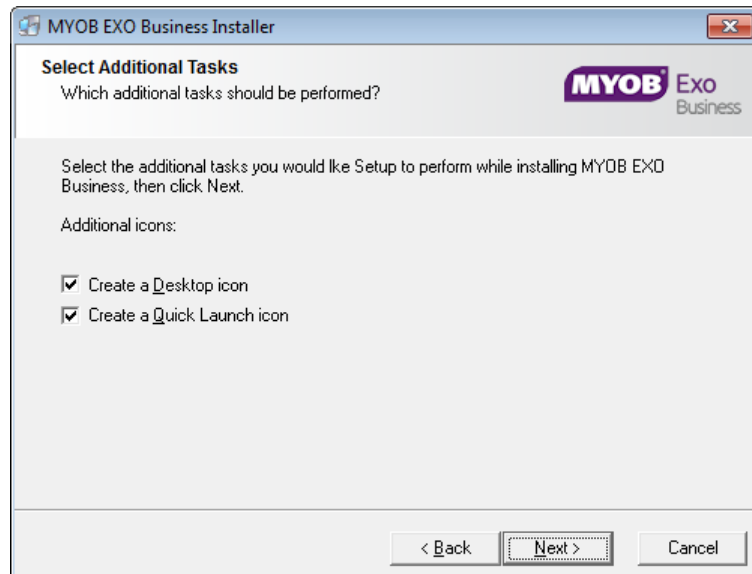 MYOB EXO Business Installer
Select Additional Tasks
Which additional tasks should be performed?
MYOB Exo
Business
Select the additional tasks you would lke Setup to perform while installing MYOB EXO
Business, then click Next.
Additional icons:
Create a Desktop icon
Create a Quick Launch icon
< Back Next > Cancel